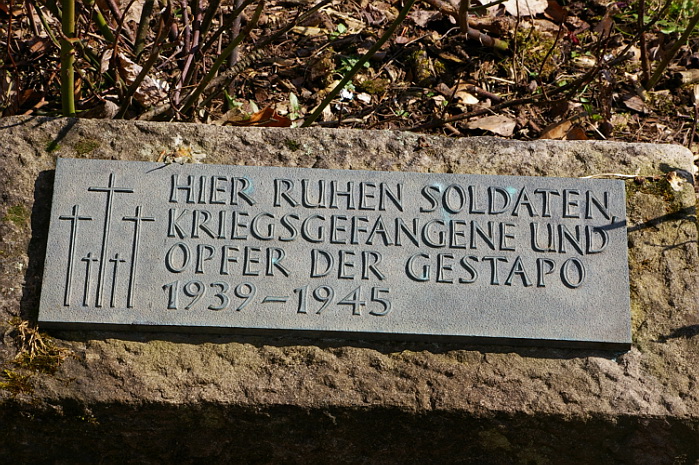 HIER RUHEN SOLDATEN,
KRIEGSGEFANGENE UND
OPFER DER GESTAPO
1939–1945